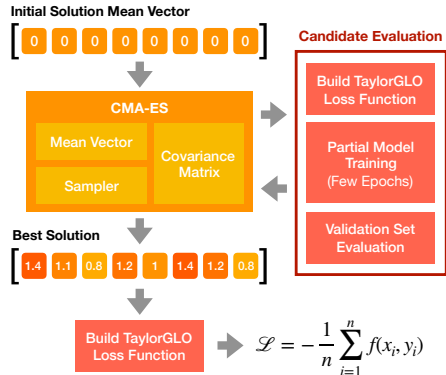 Initial Solution Mean Vector
[ 0 0 0 0 0 0 0 0 ]
Candidate Evaluation
Build TaylorGLO
Loss Function
Partial Model
Training
(Few Epochs)
Validation Set
Evaluation
CMA-ES
Mean Vector
Sampler
Covariance
Matrix
Best Solution
[ 1.4 1.1 0.8 1.2 1 1.4 1.2 0.8 ]
Build TaylorGLO
Loss Function
ℒ = − 1/n ∑ i=1 n f(xᵢ, yᵢ)